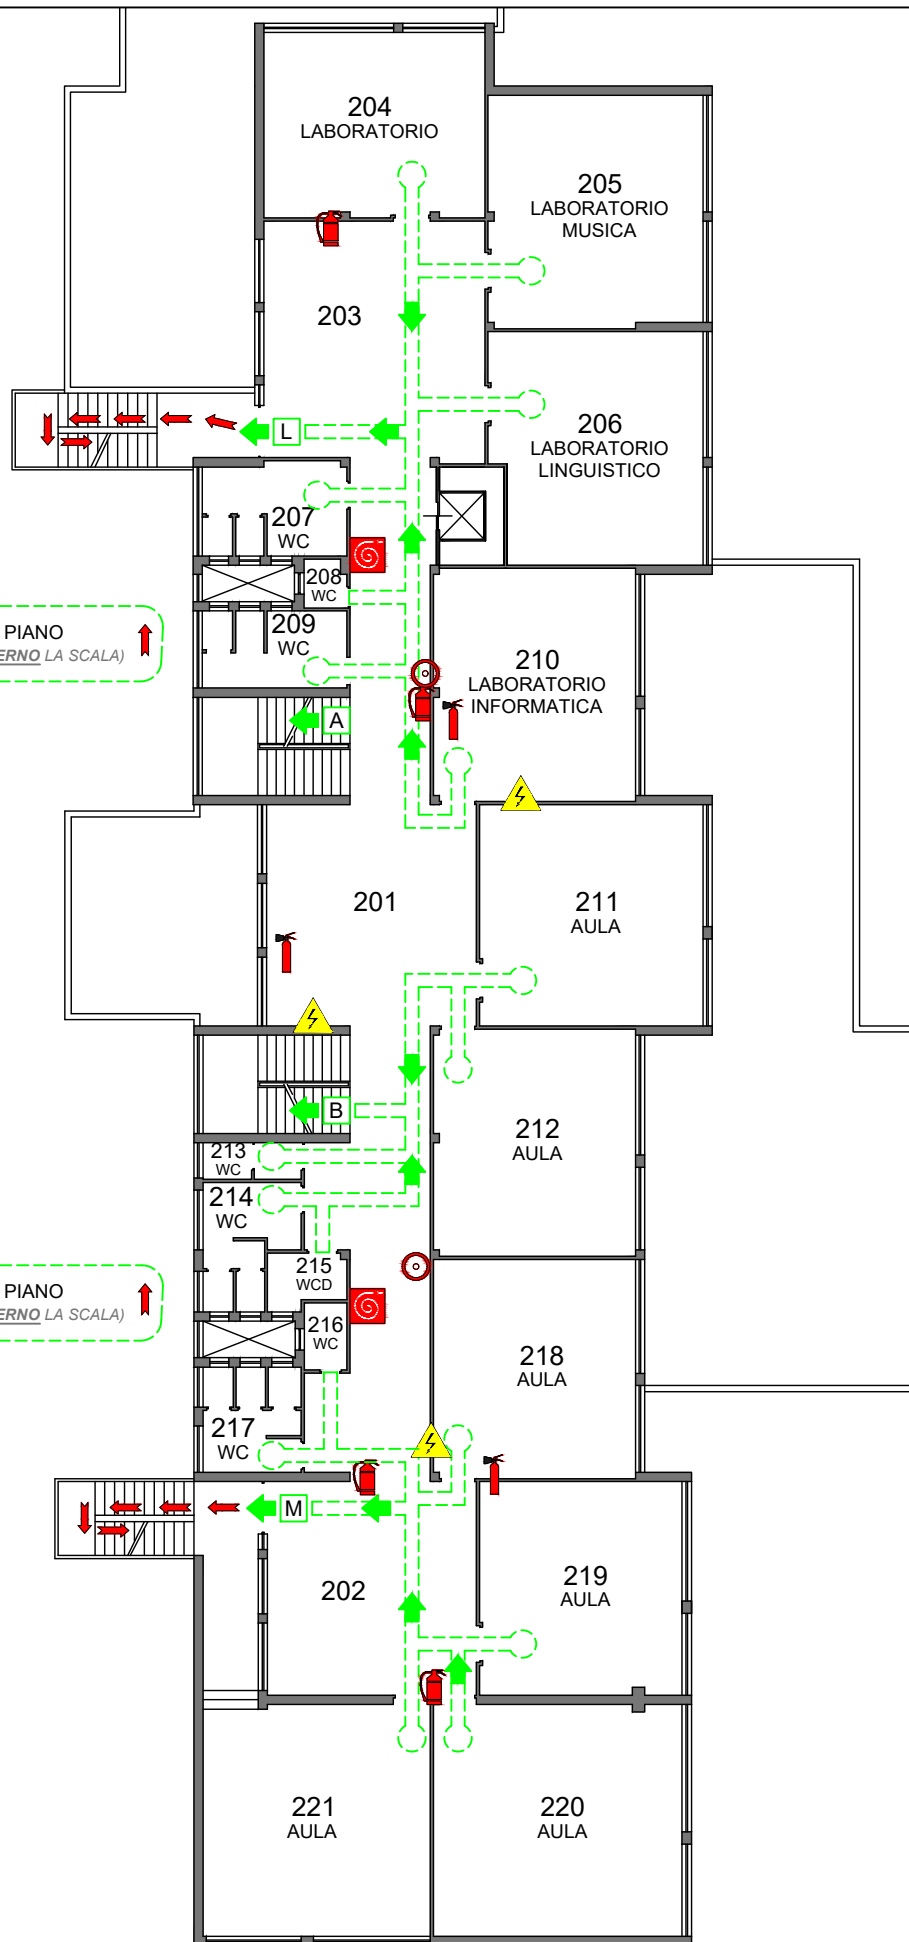 204
LABORATORIO
205
LABORATORIO
MUSICA
203
206
LABORATORIO
LINGUISTICO
L
207
WC
208
WC
209
WC
PIANO
ERNO LA SCALA)
210
LABORATORIO
INFORMATICA
A
201
211
AULA
B
212
AULA
213
WC
214
WC
215
WCD
PIANO
ERNO LA SCALA)
216
WC
218
AULA
217
WC
M
202
219
AULA
221
AULA
220
AULA